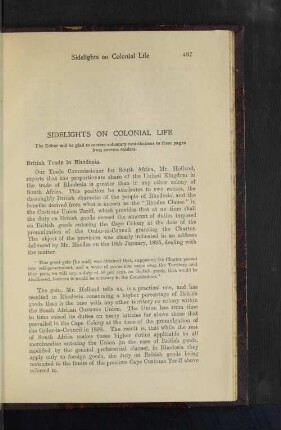 Sidelights on Colonial Life 467
SIDELIGHTS ON COLONIAL LIFE
The Editor will be glad to receive voluntary contributions to these pages
from oversea readers.
British Trade in Rhodesia.
Our Trade Commissioner for South Africa, Mr. Holland,
reports that the proportionate share of the United Kingdom in
the trade of Rhodesia is greater than in any other colony of
South Africa. This position he attributes to two causes, the
thoroughly British character of the people of Rhodesia, and the
benefits derived from what is known as the "Rhodes Clause" in
the Customs Union Tariff, which provides that at no time shall
the duty on British goods exceed the amount of duties imposed
on British goods entering the Cape Colony at the date of the
promulgation of the Order-in-Council granting the Charter.
The object of the provision was clearly indicated in an address
delivered by Mr. Rhodes on the 18th January, 1895, dealing with
the matter.
The gain, Mr. Holland tells us, is a practical one, and has
resulted in Rhodesia consuming a higher percentage of British
goods than is the case with any other territory or colony within
the South African Customs Union. The Union has from time
to time raised its duties on many articles far above those that
prevailed in the Cape Colony at the time of the promulgation of
the Order-in-Council in 1898. The result is, that while the rest
of South Africa makes these higher duties applicable to all
merchandise entering the Union (in the case of British goods,
modified by the general preferential clause), in Rhodesia they
apply only to foreign goods, the duty on British goods being
restricted to the limits of the previous Cape Customs Tariff above
referred to.